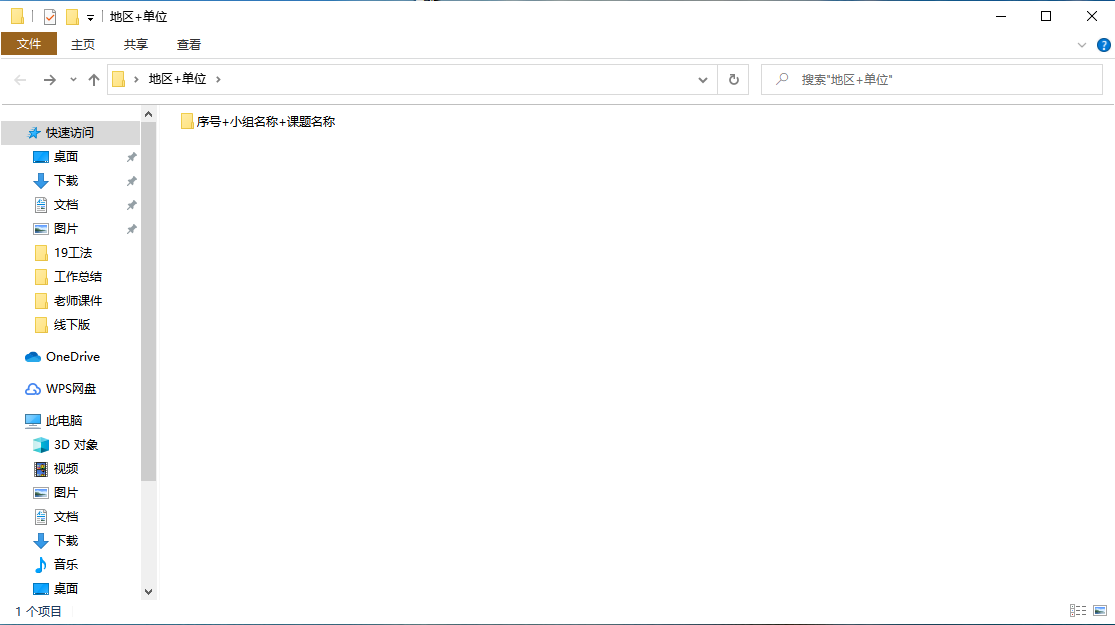 地区+单位
文件 主页 共享 查看
地区+单位
搜索"地区+单位"
快速访问
桌面
下载
文档
图片
19工法
工作总结
老师课件
线下版
OneDrive
WPS网盘
此电脑
3D 对象
视频
图片
文档
下载
音乐
桌面
序号+小组名称+课题名称
1 个项目